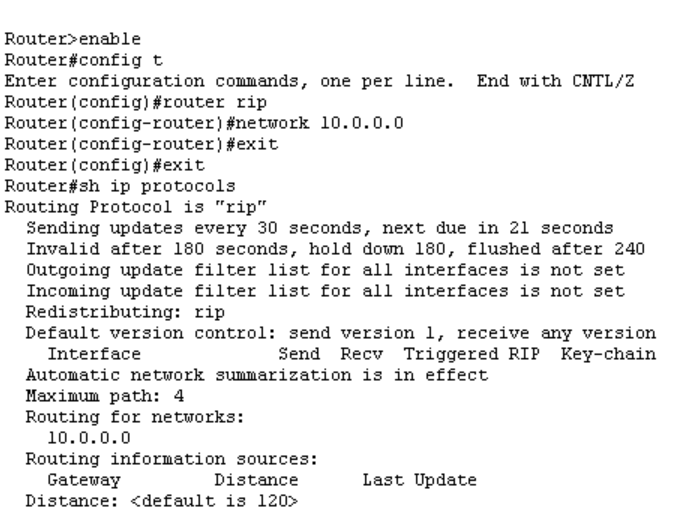 Router>enable
Router#config t
Enter configuration commands, one per line.  End with CNTL/Z
Router(config)#router rip
Router(config-router)#network 10.0.0.0
Router(config-router)#exit
Router(config)#exit
Router#sh ip protocols
Routing Protocol is "rip"
  Sending updates every 30 seconds, next due in 21 seconds
  Invalid after 180 seconds, hold down 180, flushed after 240
  Outgoing update filter list for all interfaces is not set
  Incoming update filter list for all interfaces is not set
  Redistributing: rip
  Default version control: send version 1, receive any version
    Interface             Send  Recv  Triggered RIP  Key-chain
  Automatic network summarization is in effect
  Maximum path: 4
  Routing for networks:
    10.0.0.0
  Routing information sources:
    Gateway       Distance      Last Update
  Distance: <default is 120>